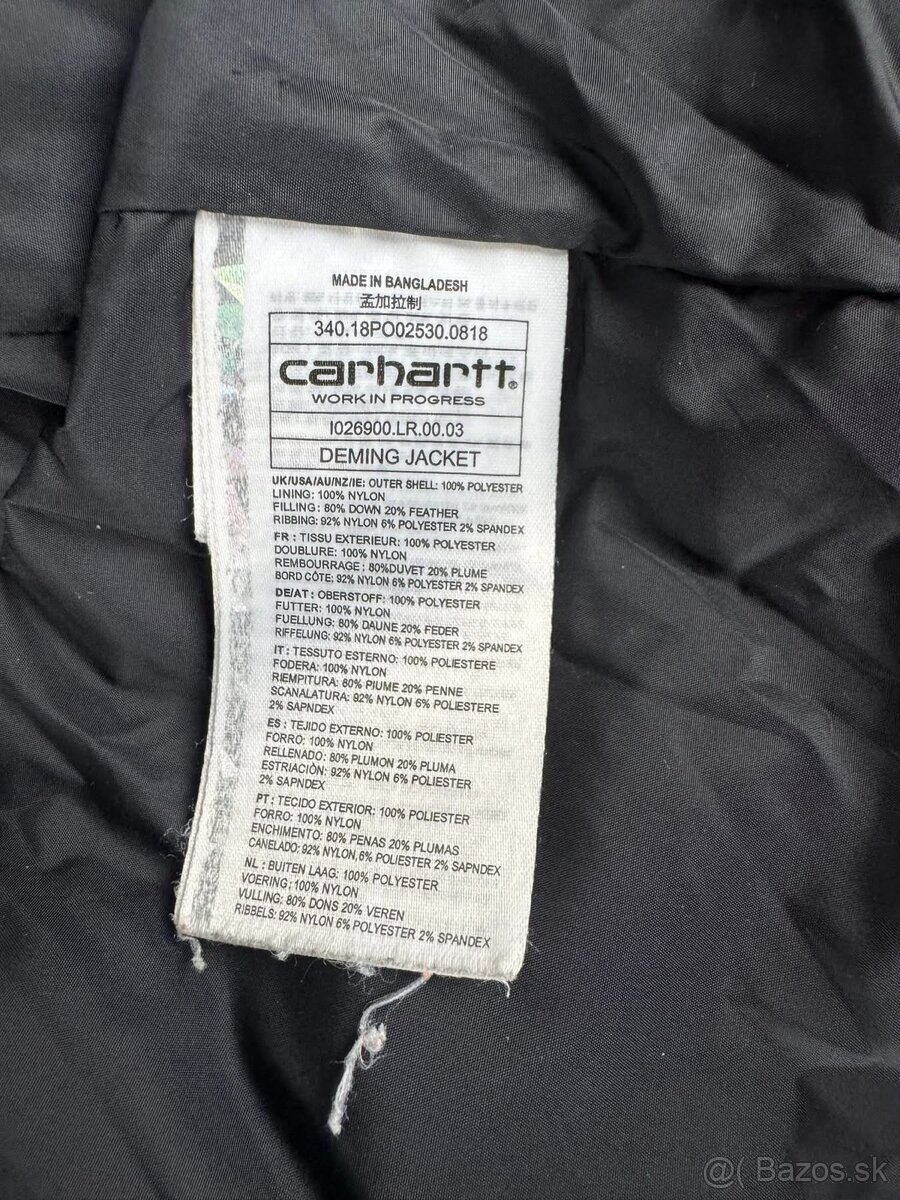 MADE IN BANGLADESH
孟加拉制
340.18PO02530.0818
carhartt®
WORK IN PROGRESS
I026900.LR.00.03
DEMING JACKET
UK/USA/AU/NZ/IE: OUTER SHELL: 100% POLYESTER
LINING: 100% NYLON
FILLING: 80% DOWN 20% FEATHER
RIBBING: 92% NYLON 6% POLYESTER 2% SPANDEX
FR : TISSU EXTERIEUR: 100% POLYESTER
DOUBLURE: 100% NYLON
REMBOURRAGE : 80%DUVET 20% PLUME
BORD CÔTE: 92% NYLON 6% POLYESTER 2% SPANDEX
DE/AT : OBERSTOFF: 100% POLYESTER
FUTTER: 100% NYLON
FUELLUNG: 80% DAUNE 20% FEDER
RIFFELUNG: 92% NYLON 6% POLYESTER 2% SPANDEX
IT : TESSUTO ESTERNO: 100% POLIESTERE
FODERA: 100% NYLON
RIEMPITURA: 80% PIUME 20% PENNE
SCANALATURA: 92% NYLON 6% POLIESTERE
2% SAPNDEX
ES : TEJIDO EXTERNO: 100% POLIESTER
FORRO: 100% NYLON
RELLENADO: 80% PLUMON 20% PLUMA
ESTRIACIÒN: 92% NYLON 6% POLIESTER
2% SAPNDEX
PT : TECIDO EXTERIOR: 100% POLIESTER
FORRO: 100% NYLON
ENCHIMENTO: 80% PENAS 20% PLUMAS
CANELADO: 92% NYLON,6% POLIESTER 2% SAPNDEX
NL : BUITEN LAAG: 100% POLYESTER
VOERING: 100% NYLON
VULLING: 80% DONS 20% VEREN
RIBBELS: 92% NYLON 6% POLYESTER 2% SPANDEX
@( Bazos.sk